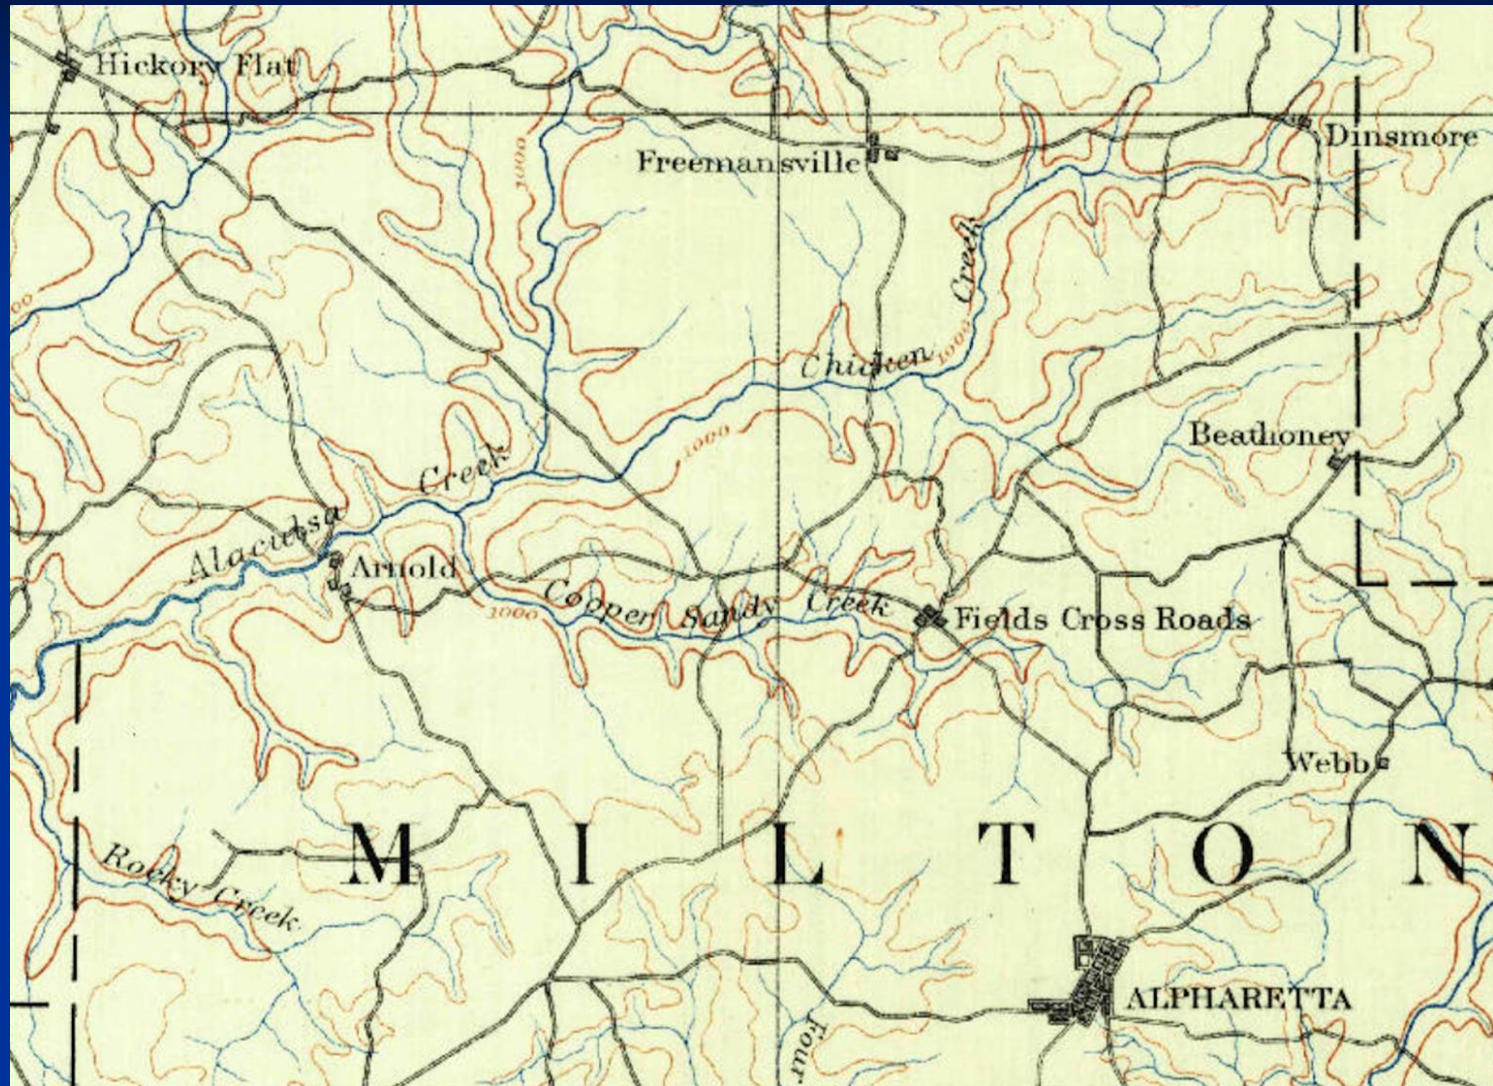 Hickory Flat
Dinsmore
Freemansville
1000
Creek
1000
Chicken
1000
Beathoney
Creek
Alacutsa
Arnold
Cooper Sandy Creek
1000
Fields Cross Roads
Webb
MILTON
Rocky Creek
ALPHARETTA
Four